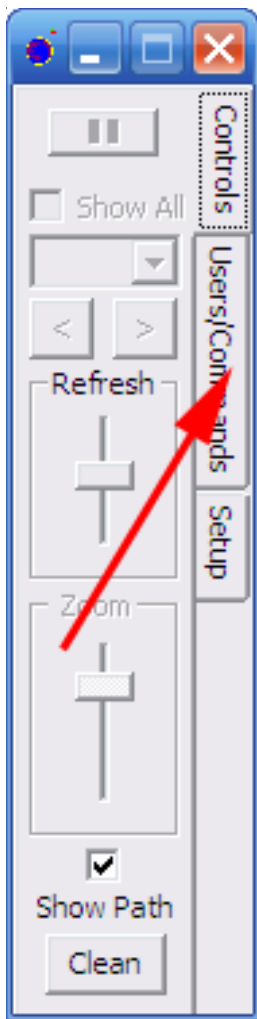 Controls
Show All
Users/Commands
< >
Refresh
Setup
Zoom
Show Path
Clean